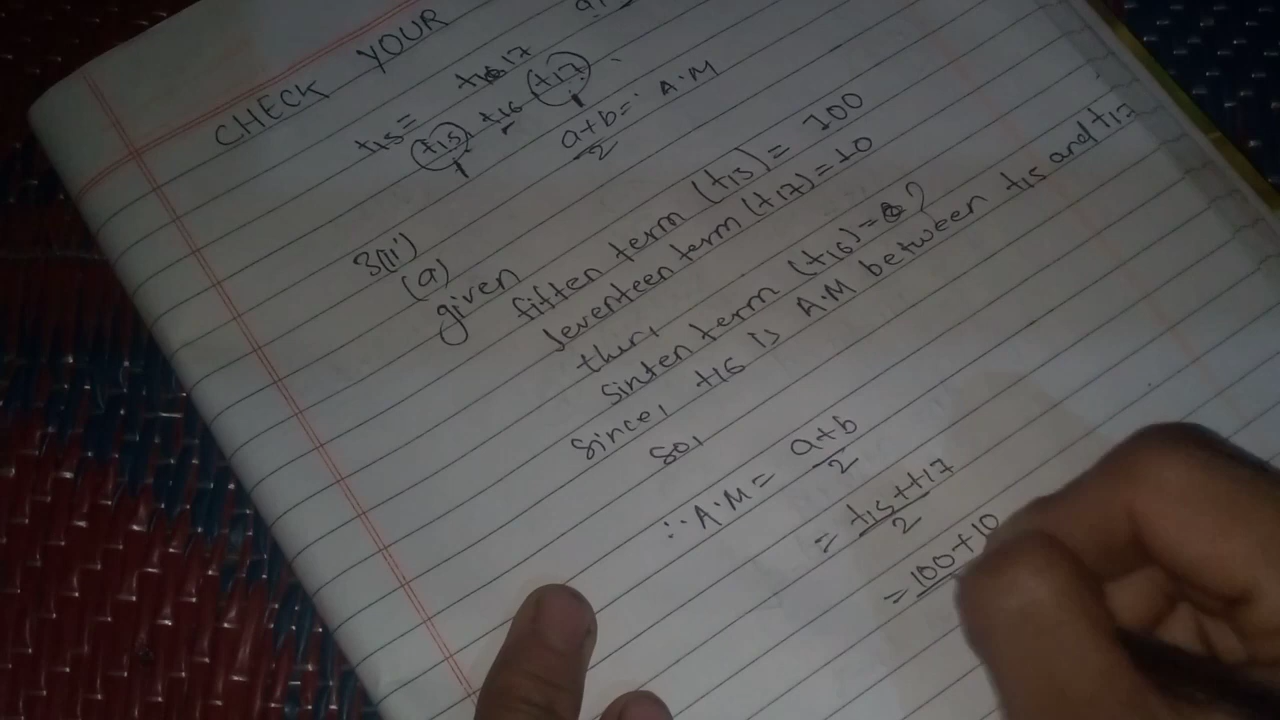 CHECK YOUR
t15= t1617
t15, t16 t17
a+b/2 = A.M
3(ii)
(a)
given
fiften term (t15) = 100
Seventeen term (t17) = 10
then,
Sinten term (t16) = ?
Since, t16 is A.M between t15 and t17
So,
∴ A.M = a+b/2
= t15+t17/2
= 100+10